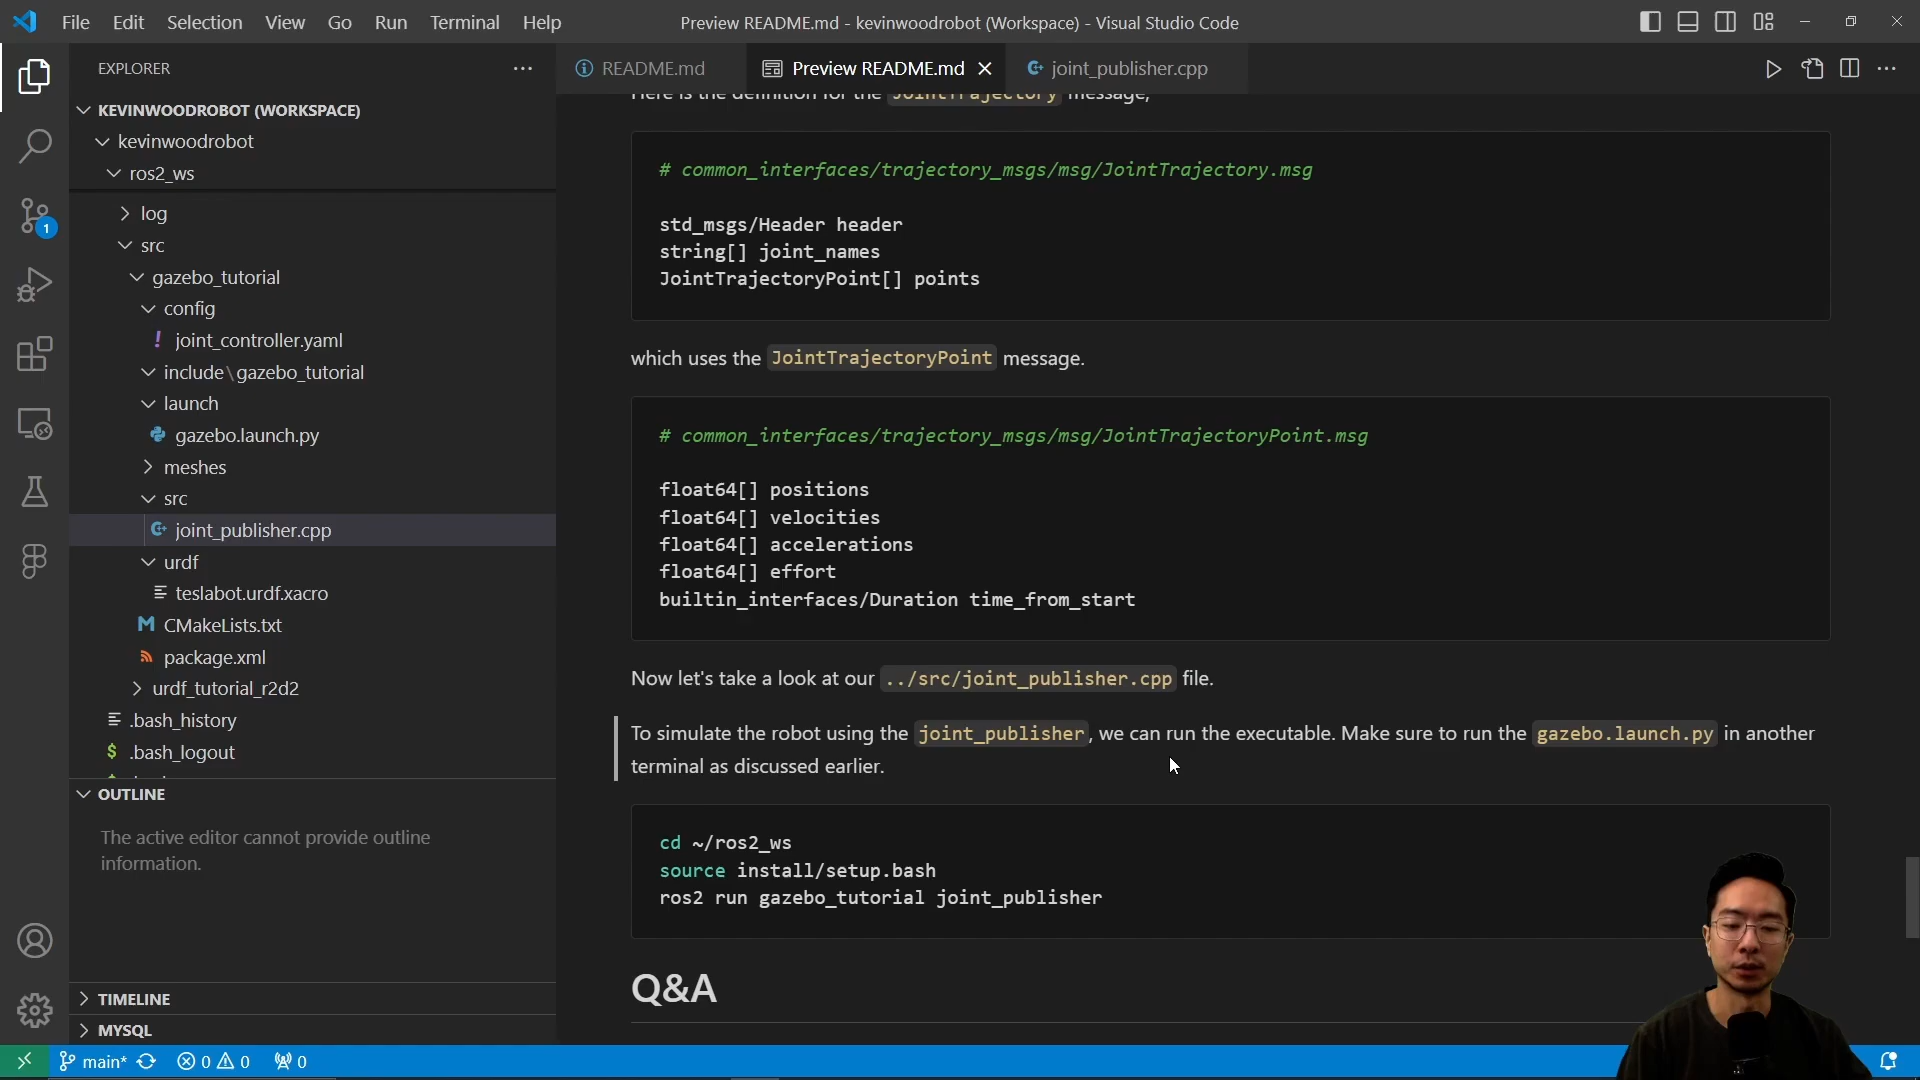 File Edit Selection View Go Run Terminal Help
Preview README.md - kevinwoodrobot (Workspace) - Visual Studio Code
EXPLORER
KEVINWOODROBOT (WORKSPACE)
kevinwoodrobot
ros2_ws
log
src
gazebo_tutorial
config
! joint_controller.yaml
include\gazebo_tutorial
launch
gazebo.launch.py
meshes
src
joint_publisher.cpp
urdf
teslabot.urdf.xacro
M CMakeLists.txt
package.xml
urdf_tutorial_r2d2
.bash_history
$ .bash_logout
OUTLINE
The active editor cannot provide outline
information.
TIMELINE
MYSQL
1
README.md
Preview README.md
joint_publisher.cpp
Here is the definition for the JointTrajectory message,
# common_interfaces/trajectory_msgs/msg/JointTrajectory.msg
std_msgs/Header header
string[] joint_names
JointTrajectoryPoint[] points
which uses the JointTrajectoryPoint message.
# common_interfaces/trajectory_msgs/msg/JointTrajectoryPoint.msg
float64[] positions
float64[] velocities
float64[] accelerations
float64[] effort
builtin_interfaces/Duration time_from_start
Now let's take a look at our ../src/joint_publisher.cpp file.
To simulate the robot using the joint_publisher, we can run the executable. Make sure to run the gazebo.launch.py in another
terminal as discussed earlier.
cd ~/ros2_ws
source install/setup.bash
ros2 run gazebo_tutorial joint_publisher
Q&A
main* 0 0 0